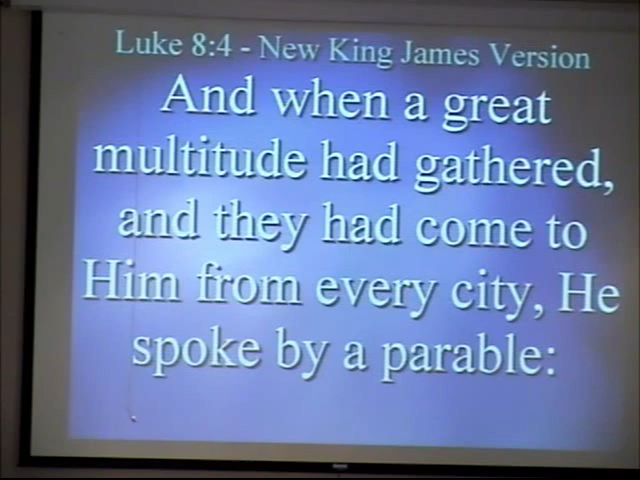 Luke 8:4 - New King James Version
And when a great
multitude had gathered,
and they had come to
Him from every city, He
spoke by a parable: